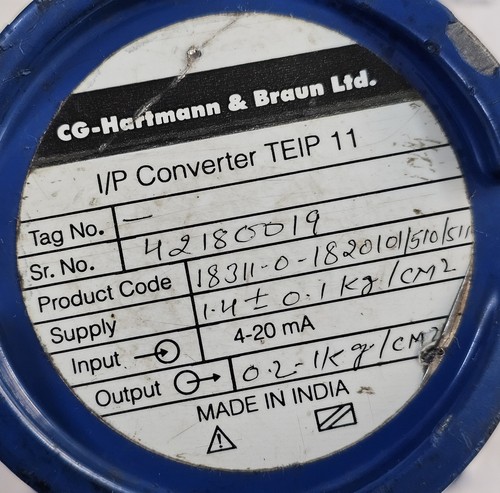 CG-Hartmann & Braun Ltd.
I/P Converter TEIP 11
Tag No. —
Sr. No. 42180019
Product Code 18311-0-1820101/510/511
Supply 1.4 ± 0.1 kg/cm2
Input 4-20 mA
Output 0.2-1kg/cm2
MADE IN INDIA